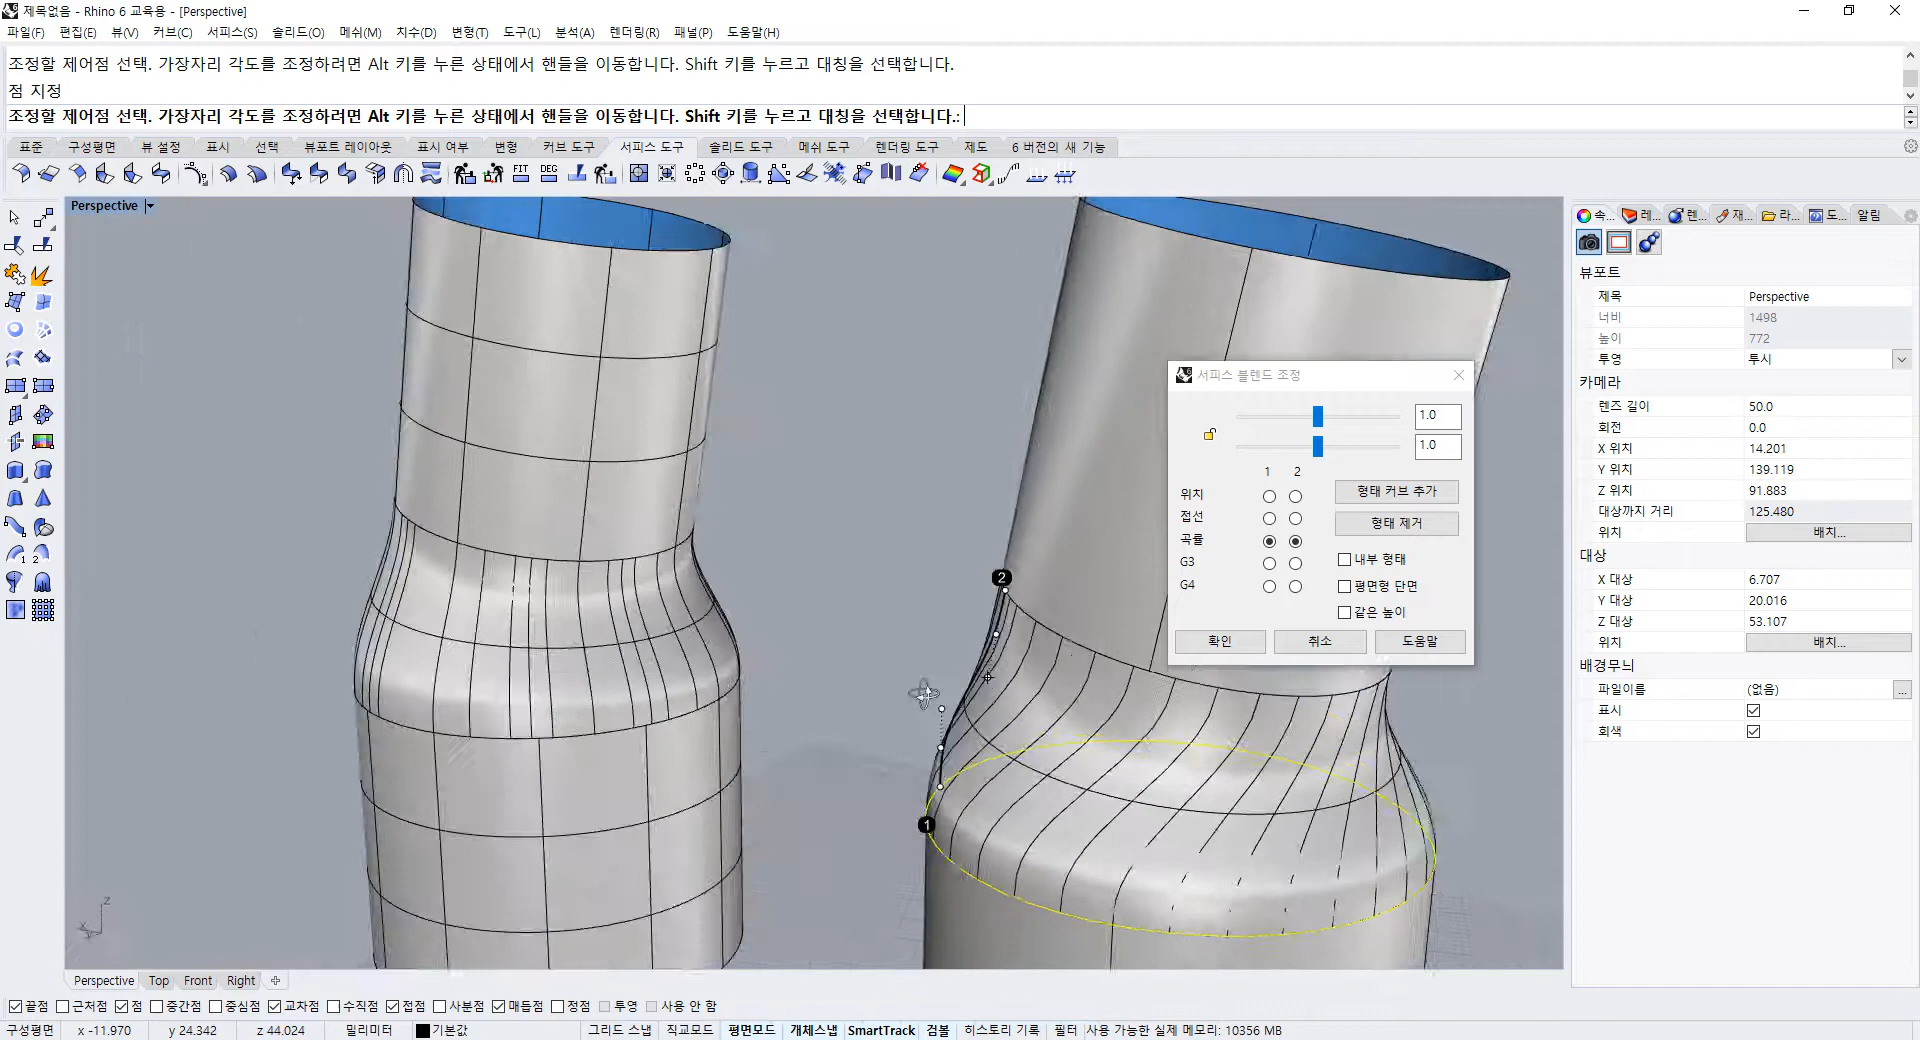 제목없음 - Rhino 6 교육용 - [Perspective]
파일(F) 편집(E) 뷰(V) 커브(C) 서피스(S) 솔리드(O) 메쉬(M) 치수(D) 변형(T) 도구(L) 분석(A) 렌더링(R) 패널(P) 도움말(H)
조정할 제어점 선택. 가장자리 각도를 조정하려면 Alt 키를 누른 상태에서 핸들을 이동합니다. Shift 키를 누르고 대칭을 선택합니다.
점 지정
조정할 제어점 선택. 가장자리 각도를 조정하려면 Alt 키를 누른 상태에서 핸들을 이동합니다. Shift 키를 누르고 대칭을 선택합니다.:
표준 구성평면 뷰 설정 표시 선택 뷰포트 레이아웃 표시 여부 변형 커브 도구 서피스 도구 솔리드 도구 메쉬 도구 렌더링 도구 제도 6 버전의 새 기능
FIT DEG
Perspective
속... 레... 렌... 재... 라... 도... 알림
뷰포트
제목 Perspective
너비 1498
높이 772
투영 투시
카메라
렌즈 길이 50.0
회전 0.0
X 위치 14.201
Y 위치 139.119
Z 위치 91.883
대상까지 거리 125.480
위치 배치...
대상
X 대상 6.707
Y 대상 20.016
Z 대상 53.107
위치 배치...
배경무늬
파일이름 (없음) ...
표시
회색
서피스 블렌드 조정
1.0
1.0
1 2
위치 형태 커브 추가
접선 형태 제거
곡률
G3 내부 형태
G4 평면형 단면
같은 높이
확인 취소 도움말
2
1
z
x
Perspective Top Front Right
끝점 근처점 점 중간점 중심점 교차점 수직점 접점 사분점 매듭점 정점 투영 사용 안 함
구성평면 x -11.970 y 24.342 z 44.024 밀리미터 기본값 그리드 스냅 직교모드 평면모드 개체스냅 SmartTrack 검볼 히스토리 기록 필터 사용 가능한 실제 메모리: 10356 MB